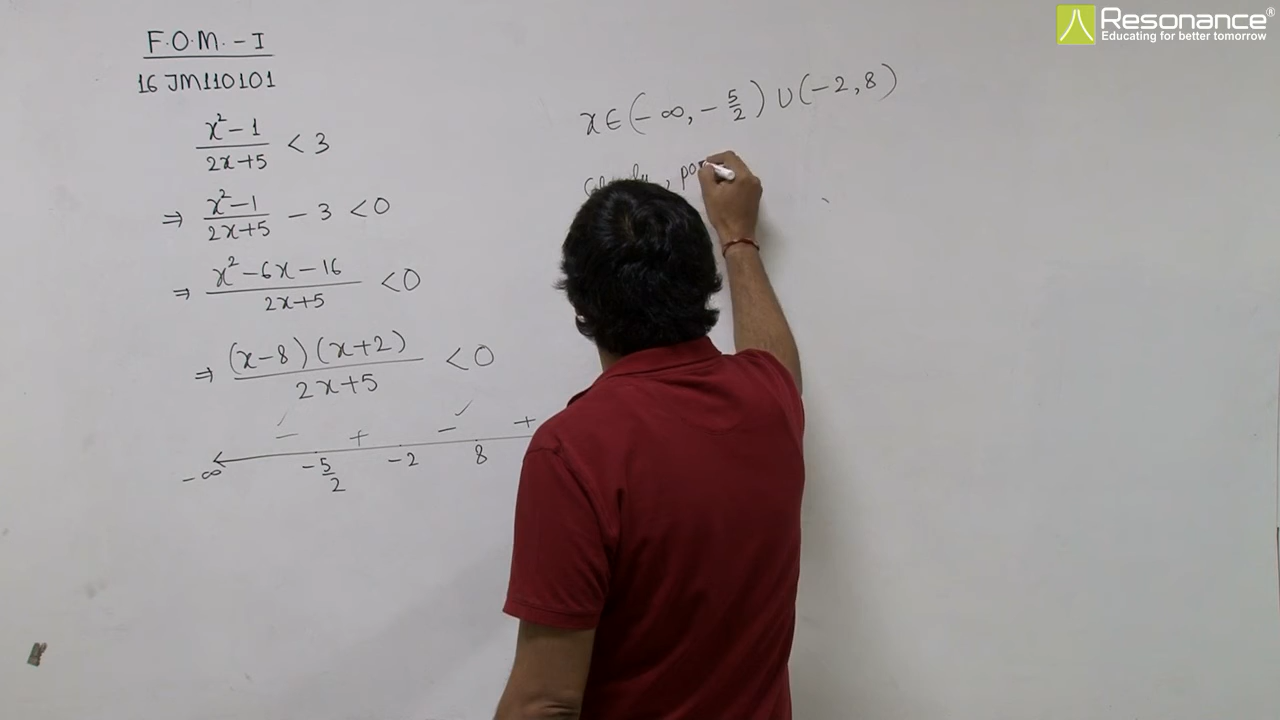 Resonance®
Educating for better tomorrow
F.O.M. - I
16 JM110101
x² - 1 / 2x+5 < 3
⇒ x² - 1 / 2x+5 - 3 < 0
⇒ x² - 6x - 16 / 2x+5 < 0
⇒ (x-8)(x+2) / 2x+5 < 0
✓ ✓
- + - +
-∞ -5/2 -2 8
x ∈ (-∞, -5/2) ∪ (-2, 8)